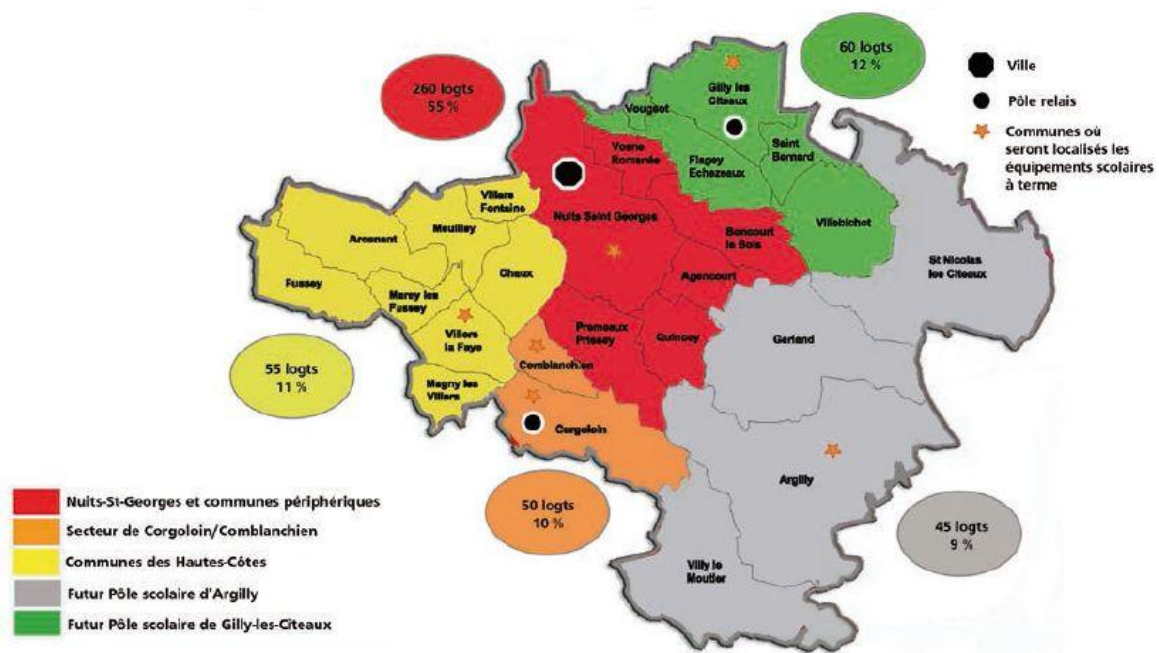 260 logts
55 %
60 logts
12 %
Ville
Pôle relais
Communes où
seront localisés les
équipements scolaires
à terme
Gilly les
Citeaux
Vougeot
Vosne
Romanée
Flagey
Echezeaux
Saint
Bernard
Villebichot
Villars
Fontaine
Meuilley
Arcenant
Nuits Saint Georges
Boncourt
le Bois
St Nicolas
les Citeaux
Chaux
Agencourt
Fussey
Marey les
Fussey
Villers
la Faye
Premeaux
Prissey
Quincey
Gerland
Comblanchien
Magny les
Villers
55 logts
11 %
Corgoloin
Argilly
50 logts
10 %
45 logts
9 %
Villy le
Moutier
Nuits-St-Georges et communes périphériques
Secteur de Corgoloin/Comblanchien
Communes des Hautes-Côtes
Futur Pôle scolaire d'Argilly
Futur Pôle scolaire de Gilly-les-Cîteaux